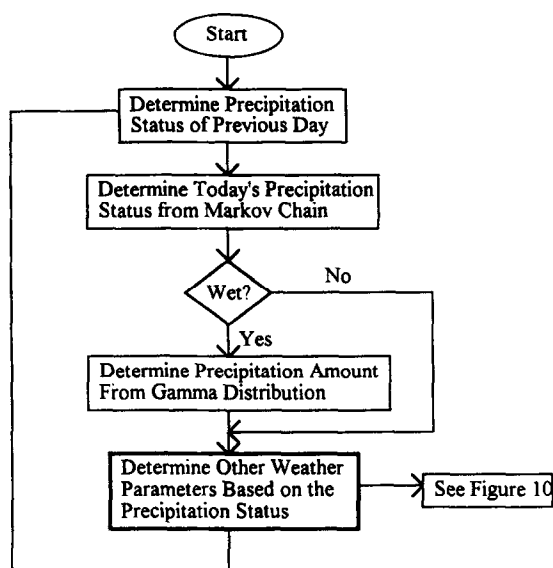 Start
Determine Precipitation
Status of Previous Day
Determine Today's Precipitation
Status from Markov Chain
Wet?
No
Yes
Determine Precipitation Amount
From Gamma Distribution
Determine Other Weather
Parameters Based on the
Precipitation Status
See Figure 10